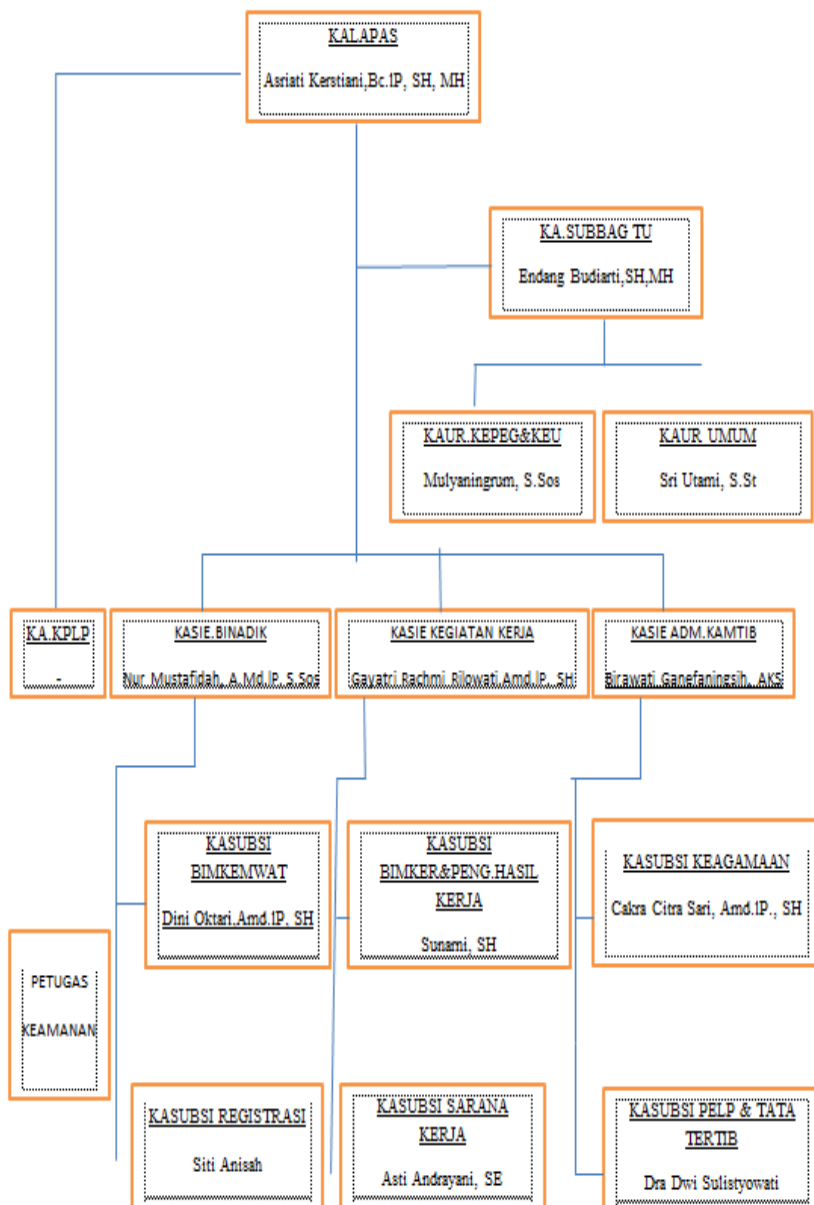 KALAPAS
Asriati Kerstiani,Bc.1P, SH, MH
KA.SUBBAG TU
Endang Budiarti,SH,MH
KAUR.KEPEG&KEU
Mulyaningrum, S.Sos
KAUR UMUM
Sri Utami, S.St
KA.KPLP
-
KASIE.BINADIK
Nur Mustafidah, A.Md.IP, S.Sos
KASIE KEGIATAN KERJA
Gayatri Rachmi Rilowati,Amd.IP, SH
KASIE ADM.KAMTIB
Birawati Ganefaningsih, AKS
KASUBSI
BIMKEMWAT
Dini Oktari,Amd.1P, SH
KASUBSI
BIMKER&PENG.HASIL
KERJA
Sunarni, SH
KASUBSI KEAGAMAAN
Cakra Citra Sari, Amd.1P., SH
PETUGAS
KEAMANAN
KASUBSI REGISTRASI
Siti Anisah
KASUBSI SARANA
KERJA
Asti Andrayani, SE
KASUBSI PELP & TATA
TERTIB
Dra Dwi Sulistyowati